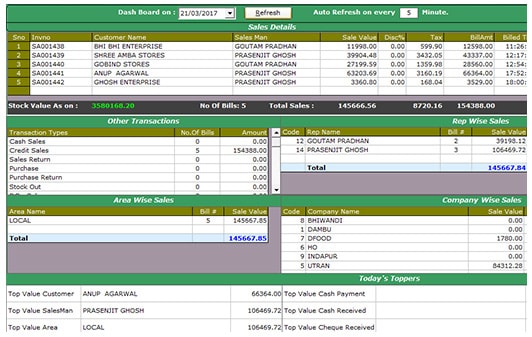 Dash Board on : 21/03/2017 Refresh Auto Refresh on every 5 Minute.
Sales Details
Sno Invno Customer Name Sales Man Sale Value Disc% Tax BillAmt Billed Ti
1 SA001438 BHI BHI ENTERPRISE GOUTAM PRADHAN 11998.00 0.00 599.90 12598.00 11:26:
2 SA001439 SHREE AMBA STORES PRASENJIT GHOSH 39904.48 0.00 3432.05 43337.00 12:17:
3 SA001440 GOBIND STORES GOUTAM PRADHAN 27199.59 0.00 1359.98 28560.00 12:54:
4 SA001441 ANUP AGARWAL PRASENJIT GHOSH 63203.69 0.00 3160.19 66364.00 17:52:
5 SA001442 GHOSH ENTERPRISE PRASENJIT GHOSH 3360.80 0.00 168.04 3529.00 18:00:
Stock Value As on : 3580168.20 No Of Bills: 5 Total Sales : 145666.56 8720.16 154388.00
Other Transactions
Transaction Types No.Of Bills Amount
Cash Sales 0 0.00
Credit Sales 5 154388.00
Sales Return 0 0.00
Purchase 0 0.00
Purchase Return 0 0.00
Stock Out 0 0.00
Rep Wise Sales
Code Rep Name Bill # Sale Value
12 GOUTAM PRADHAN 2 39198.12
14 PRASENJIT GHOSH 3 106469.72
Total 145667.84
Area Wise Sales
Area Name Bill # Sale Value
LOCAL 5 145667.85
Total 145667.85
Company Wise Sales
Code Company Name Sale Value
8 BHIWANDI 0.00
1 DAMBU 0.00
7 DFOOD 1780.00
6 HO 0.00
9 INDAPUR 0.00
5 UTRAN 84312.28
Today's Toppers
Top Value Customer ANUP AGARWAL 66364.00 Top Value Cash Payment
Top Value SalesMan PRASENJIT GHOSH 106469.72 Top Value Cash Received
Top Value Area LOCAL 106469.72 Top Value Cheque Received